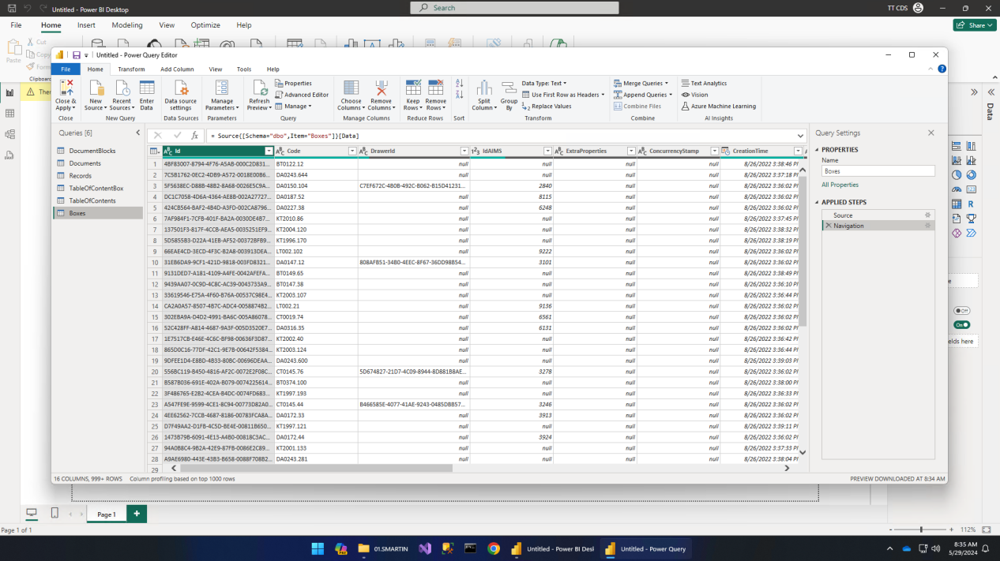 Untitled - Power BI Desktop
Search
TT CDS
File Home Insert Modeling View Optimize Help
Share
Paste
Cut
Copy
Clipboard
Untitled - Power Query Editor
File Home Transform Add Column View Tools Help
Close & Apply
New Source
Recent Sources
Enter Data
Data source settings
Manage Parameters
Refresh Preview
Properties
Advanced Editor
Manage
Choose Columns
Remove Columns
Keep Rows
Remove Rows
Split Column
Group By
Data Type: Text
Use First Row as Headers
Replace Values
Merge Queries
Append Queries
Combine Files
Text Analytics
Vision
Azure Machine Learning
Close
New Query
Data Sources
Parameters
Query
Manage Columns
Reduce Rows
Sort
Transform
Combine
AI Insights
Queries [6]
DocumentBlocks
Documents
Records
TableOfContentBox
TableOfContents
Boxes
= Source{[Schema="dbo",Item="Boxes"]}[Data]
Id Code DrawerId IdAIMS ExtraProperties ConcurrencyStamp CreationTime
1 4BF83007-8794-4F76-A5AB-000C2D831... BT0122.12 null null null null 8/26/2022 3:38:46 PI
2 7C5B1762-0EC2-4DB9-A572-0018E00B6... DA0243.644 null null null null 8/26/2022 3:37:18 PI
3 5F5638EC-D88B-48B2-8A68-0026E5C9A... DA0150.104 C7EF672C-4B0B-492C-B062-B15D41231... 2840 null null 8/26/2022 3:36:02 PI
4 DC1C7058-4D6A-4364-AE8B-002A27727... DA0187.52 null 8115 null null 8/26/2022 3:36:02 PI
5 424CB564-BAF2-4B4D-A3FD-002CA8796... DA0227.38 null 6248 null null 8/26/2022 3:36:02 PI
6 7AF984F1-7CFB-401F-BA2A-0030DE4B7... KT2010.86 null null null null 8/26/2022 3:37:45 PI
7 137501F3-817F-4CCB-AEA5-0035251EF9... KT2004.120 null null null null 8/26/2022 3:38:32 PI
8 5D5855B3-D22A-41EB-AF52-00372BFB9... KT1996.170 null null null null 8/26/2022 3:38:19 PI
9 66EAE4CD-3ECD-4F3C-B2A8-003913DEA... LT002.102 null 9222 null null 8/26/2022 3:36:02 PI
10 31EB6DA9-9CF1-421D-9818-003FD8321... DA0147.12 808AFB51-34B0-4EEC-8F67-36DD98B54... 3101 null null 8/26/2022 3:36:02 PI
11 9131DED7-A181-4109-A4FE-0042AFEFA... BT0149.65 null null null null 8/26/2022 3:38:49 PI
12 9439AA07-0C9D-4C8C-AC39-0043733A9... BT0147.38 null null null null 8/26/2022 3:36:10 PI
13 33619546-E75A-4F60-B76A-00537C98E4... KT2003.107 null null null null 8/26/2022 3:36:44 PI
14 CA2A0A57-8507-4B7C-ADC4-0058874B2... LT002.21 null 9136 null null 8/26/2022 3:36:02 PI
15 302EBA9A-D4D2-4991-BA6C-005A86078... CT0019.74 null 6561 null null 8/26/2022 3:36:02 PI
16 52C428FF-A814-4687-9A3F-005D3520E7... DA0316.35 null 6131 null null 8/26/2022 3:36:02 PI
17 1E7517CB-E46E-4C6C-BF98-00636F3D87... KT2002.40 null null null null 8/26/2022 3:36:42 PI
18 865D0C16-77DF-42C1-9E7B-00642F5384... KT2003.124 null null null null 8/26/2022 3:36:44 PI
19 9DFEE1D4-E8BD-4B33-80BC-00696DEAA... DA0243.600 null null null null 8/26/2022 3:39:03 PI
20 556BC119-B450-4816-AF2C-0072E2F08C... CT0145.76 5D674827-21D7-4C09-8944-8D881B8AE... 3278 null null 8/26/2022 3:36:02 PI
21 B587B036-691E-402A-B079-0074225614... BT0374.100 null null null null 8/26/2022 3:38:00 PI
22 3F486765-E2B2-4CEA-B4DC-0074FD683... KT1997.193 null null null null 8/26/2022 3:36:33 PI
23 A547FE9E-9599-4CE1-8C94-00773D82A0... CT0145.44 B466585E-4077-41AE-9243-0485DBB57... 3246 null null 8/26/2022 3:36:02 PI
24 4EE62562-7CCB-4687-8186-00783FCA8A... DA0172.33 null 3913 null null 8/26/2022 3:36:02 PI
25 D7F49AA2-D1FB-4C5D-BE4E-00811B650... KT1997.121 null null null null 8/26/2022 3:39:11 PI
26 1473B79B-6091-4E13-A4B0-00818C3AC... DA0172.44 null 3924 null null 8/26/2022 3:36:02 PI
27 94A0B8C4-9B2A-42E9-87FB-0086E2C89... KT2001.133 null null null null 8/26/2022 3:37:33 PI
28 A9AE6980-443E-43B3-B658-0088F708B2... DA0243.281 null null null null 8/26/2022 3:38:04 PI
29
Query Settings
PROPERTIES
Name
Boxes
All Properties
APPLIED STEPS
Source
Navigation
16 COLUMNS, 999+ ROWS Column profiling based on top 1000 rows
PREVIEW DOWNLOADED AT 8:34 AM
Data
Off
On
elds here
Page 1
Page 1 of 1
112%
01.SMARTIN
Untitled - Power BI Desl
Untitled - Power Query
8:35 AM
5/29/2024